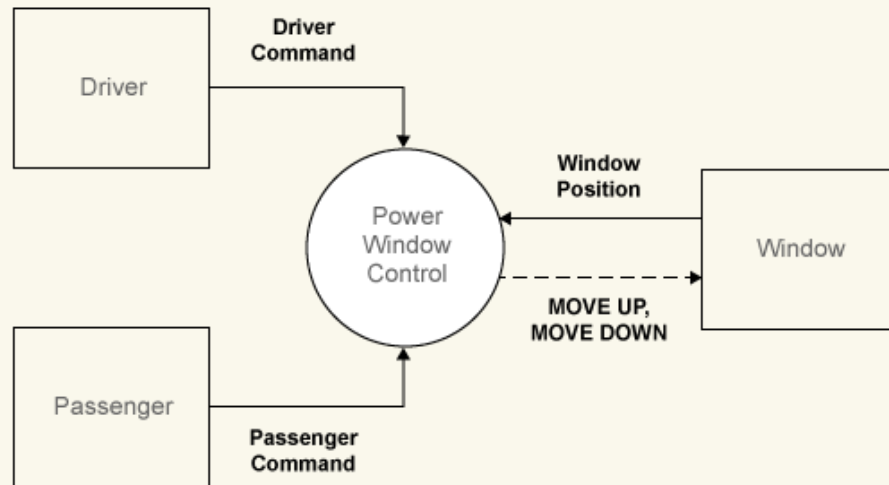 Driver
Command
Driver
Window
Position
Power
Window
Control
Window
MOVE UP,
MOVE DOWN
Passenger
Passenger
Command